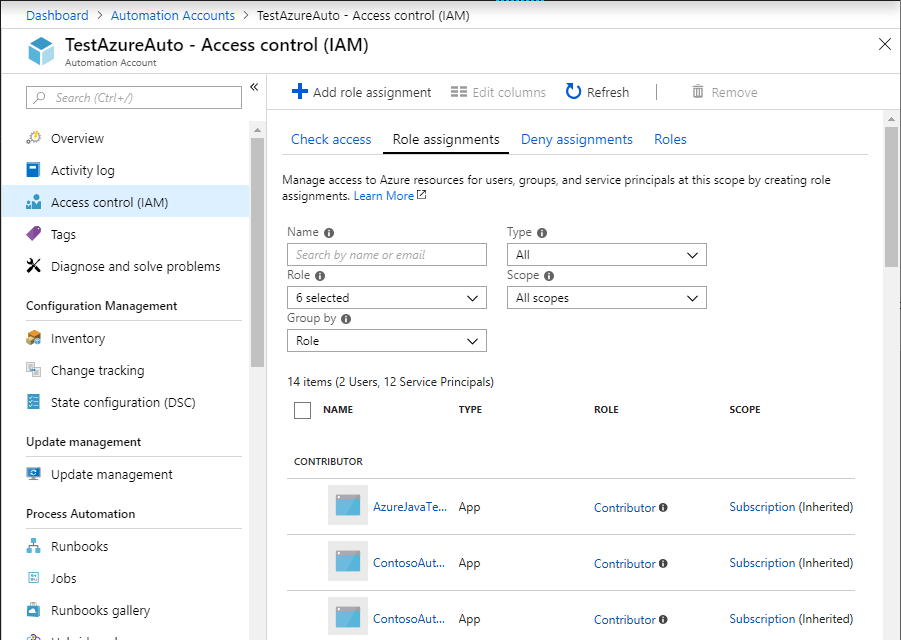 Dashboard > Automation Accounts > TestAzureAuto - Access control (IAM)
TestAzureAuto - Access control (IAM)
Automation Account
Search (Ctrl+/)
Overview
Activity log
Access control (IAM)
Tags
Diagnose and solve problems
Configuration Management
Inventory
Change tracking
State configuration (DSC)
Update management
Update management
Process Automation
Runbooks
Jobs
Runbooks gallery
Add role assignment Edit columns Refresh Remove
Check access Role assignments Deny assignments Roles
Manage access to Azure resources for users, groups, and service principals at this scope by creating role
assignments. Learn More
Name Type
Search by name or email All
Role Scope
6 selected All scopes
Group by
Role
14 items (2 Users, 12 Service Principals)
NAME TYPE ROLE SCOPE
CONTRIBUTOR
AzureJavaTe... App Contributor Subscription (Inherited)
ContosoAut... App Contributor Subscription (Inherited)
ContosoAut... App Contributor Subscription (Inherited)